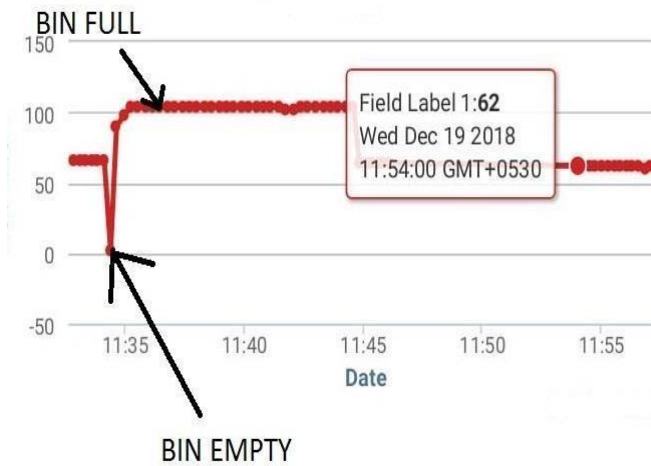 BIN FULL
150
100
50
0
-50
Field Label 1:62
Wed Dec 19 2018
11:54:00 GMT+0530
11:35 11:40 11:45 11:50 11:55
Date
BIN EMPTY